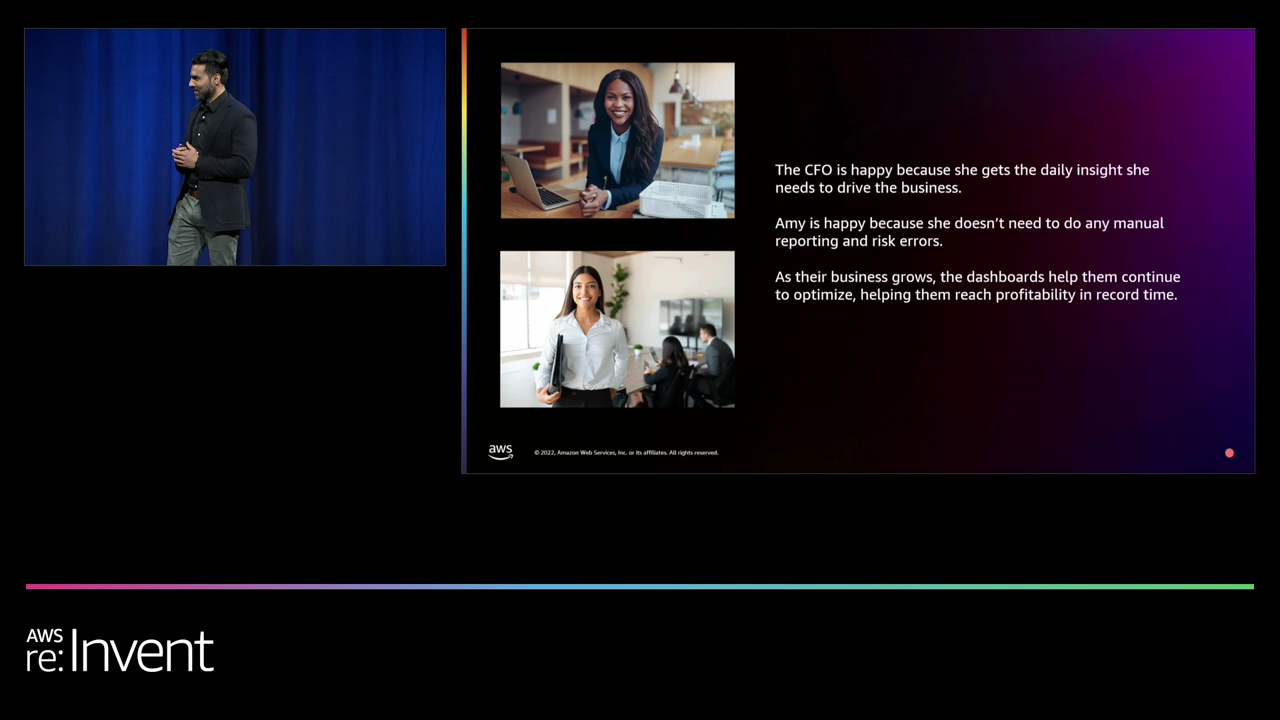 The CFO is happy because she gets the daily insight she
needs to drive the business.
Amy is happy because she doesn't need to do any manual
reporting and risk errors.
As their business grows, the dashboards help them continue
to optimize, helping them reach profitability in record time.
aws
© 2022, Amazon Web Services, Inc. or its affiliates. All rights reserved.
AWS
re:Invent